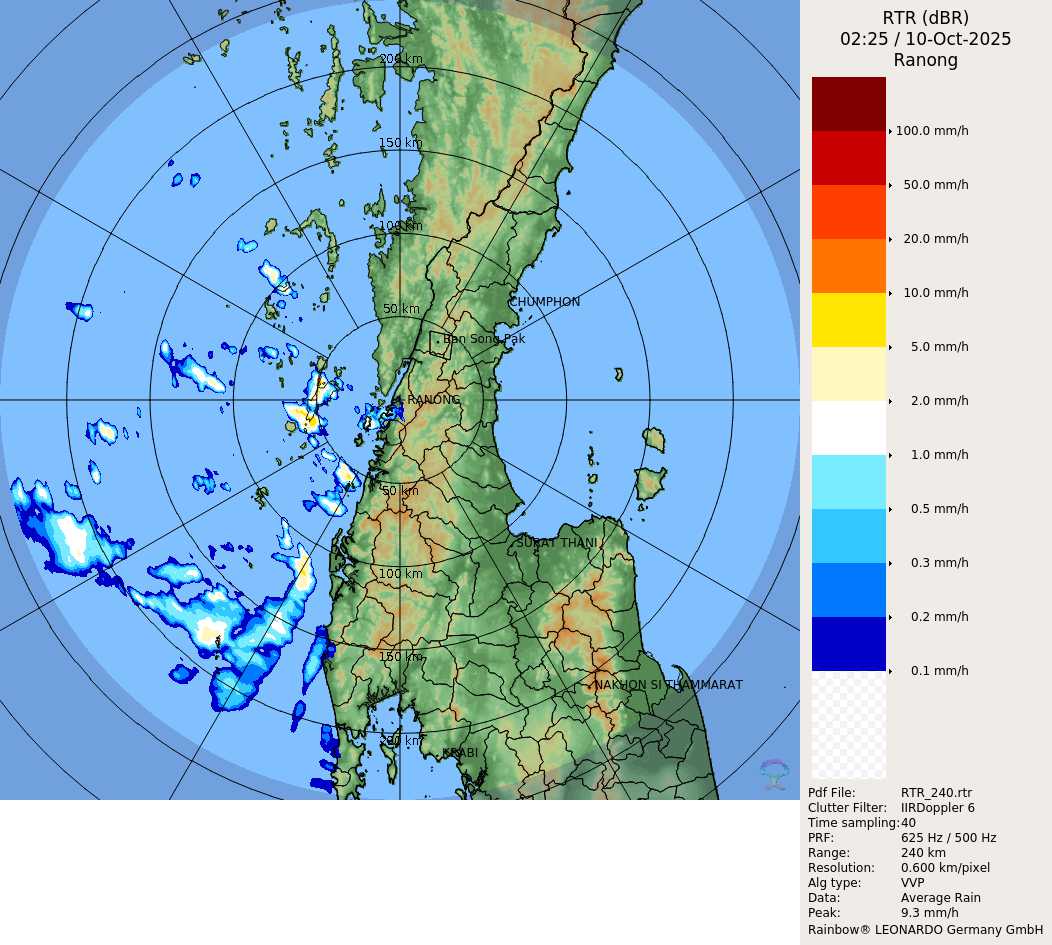 RTR (dBR)
02:25 / 10-Oct-2025
Ranong
200 km
150 km
100 km
50 km
CHUMPHON
Ban Song Pak
RANONG
50 km
SURAT THANI
100 km
150 km
NAKHON SI THAMMARAT
200 km
KRABI
100.0 mm/h
50.0 mm/h
20.0 mm/h
10.0 mm/h
5.0 mm/h
2.0 mm/h
1.0 mm/h
0.5 mm/h
0.3 mm/h
0.2 mm/h
0.1 mm/h
Pdf File: RTR_240.rtr
Clutter Filter: IIRDoppler 6
Time sampling:40
PRF: 625 Hz / 500 Hz
Range: 240 km
Resolution: 0.600 km/pixel
Alg type: VVP
Data: Average Rain
Peak: 9.3 mm/h
Rainbow® LEONARDO Germany GmbH